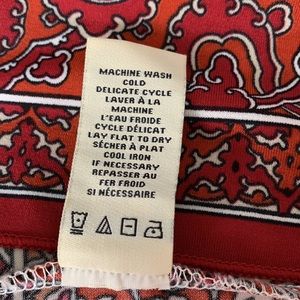 MACHINE WASH
COLD
DELICATE CYCLE
LAVER À LA
MACHINE
L'EAU FROIDE
CYCLE DÉLICAT
LAY FLAT TO DRY
SÉCHER À PLAT
COOL IRON
IF NECESSARY
REPASSER AU
FER FROID
SI NÉCESSAIRE